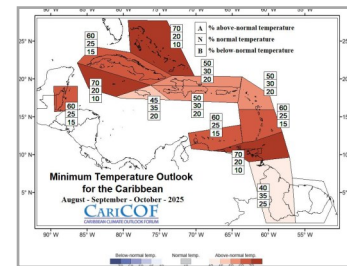 A % above-normal temperature
N % normal temperature
B % below-normal temperature
70
20
10
60
25
15
50
30
20
25° N
20° N
15° N
10° N
5° N
70
20
10
50
30
20
60
25
15
45
35
20
50
30
20
60
25
15
60
25
15
70
20
10
40
35
25
Minimum Temperature Outlook
for the Caribbean
August - September - October - 2025
CARICOF
CARIBBEAN CLIMATE OUTLOOK FORUM
90° W 85° W 80° W 75° W 70° W 65° W 60° W 55° W
Below-normal temp. Normal temp. Above-normal temp.